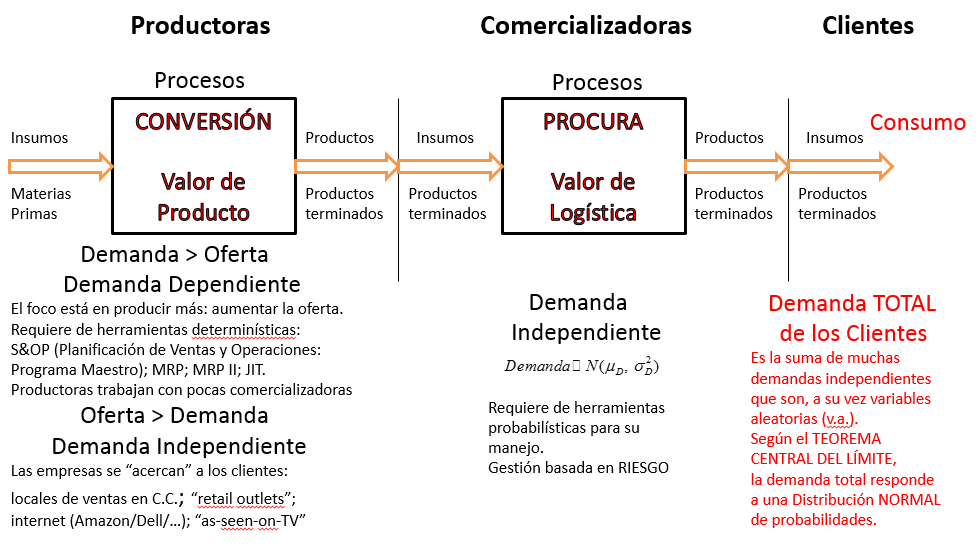 Productoras
Comercializadoras
Clientes
Procesos
Procesos
CONVERSIÓN
Valor de
Producto
PROCURA
Valor de
Logística
Insumos
Materias
Primas
Productos
Productos
terminados
Insumos
Productos
terminados
Productos
Productos
terminados
Insumos
Productos
terminados
Consumo
Demanda > Oferta
Demanda Dependiente
El foco está en producir más: aumentar la oferta.
Requiere de herramientas determinísticas:
S&OP (Planificación de Ventas y Operaciones:
Programa Maestro); MRP; MRP II; JIT.
Productoras trabajan con pocas comercializadoras
Oferta > Demanda
Demanda Independiente
Las empresas se “acercan” a los clientes:
locales de ventas en C.C.; “retail outlets”;
internet (Amazon/Dell/…); “as-seen-on-TV”
Demanda
Independiente
Demanda▯ N(μ_D, σ_D^2)
Requiere de herramientas
probabilísticas para su
manejo.
Gestión basada en RIESGO
Demanda TOTAL
de los Clientes
Es la suma de muchas
demandas independientes
que son, a su vez variables
aleatorias (v.a.).
Según el TEOREMA
CENTRAL DEL LÍMITE,
la demanda total responde
a una Distribución NORMAL
de probabilidades.